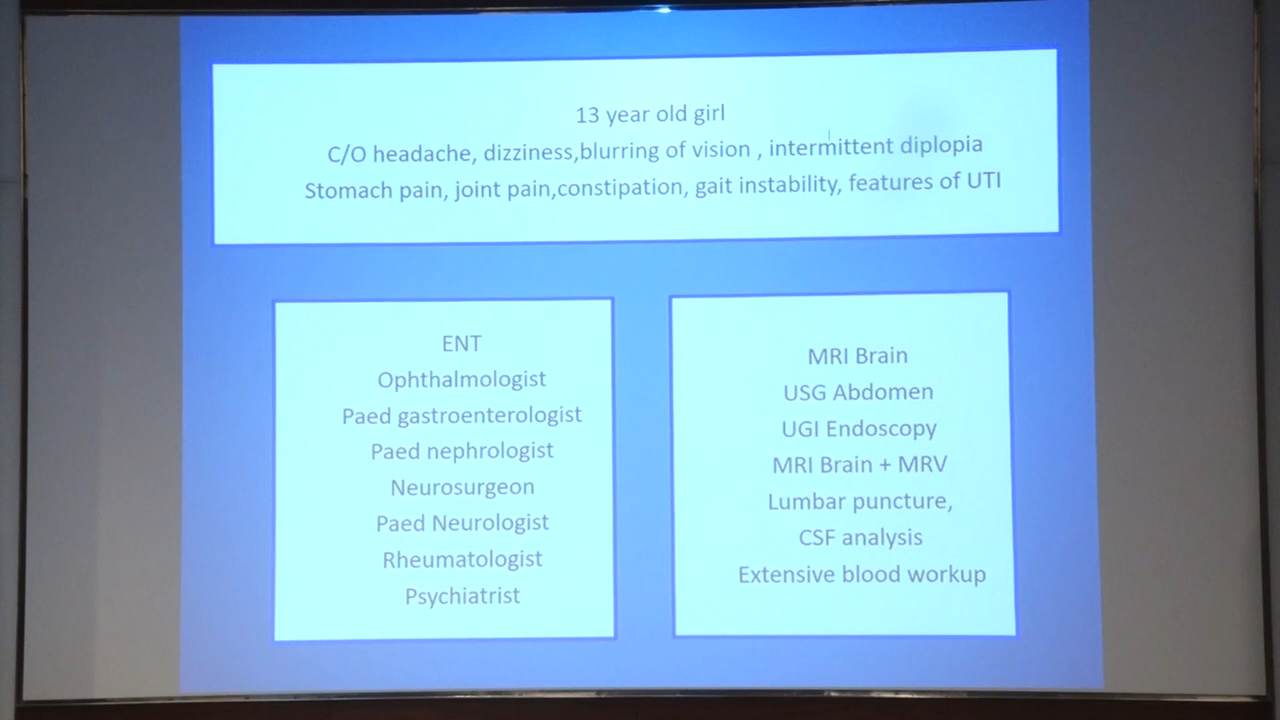 13 year old girl
C/O headache, dizziness,blurring of vision , intermittent diplopia
Stomach pain, joint pain,constipation, gait instability, features of UTI
ENT
Ophthalmologist
Paed gastroenterologist
Paed nephrologist
Neurosurgeon
Paed Neurologist
Rheumatologist
Psychiatrist
MRI Brain
USG Abdomen
UGI Endoscopy
MRI Brain + MRV
Lumbar puncture,
CSF analysis
Extensive blood workup